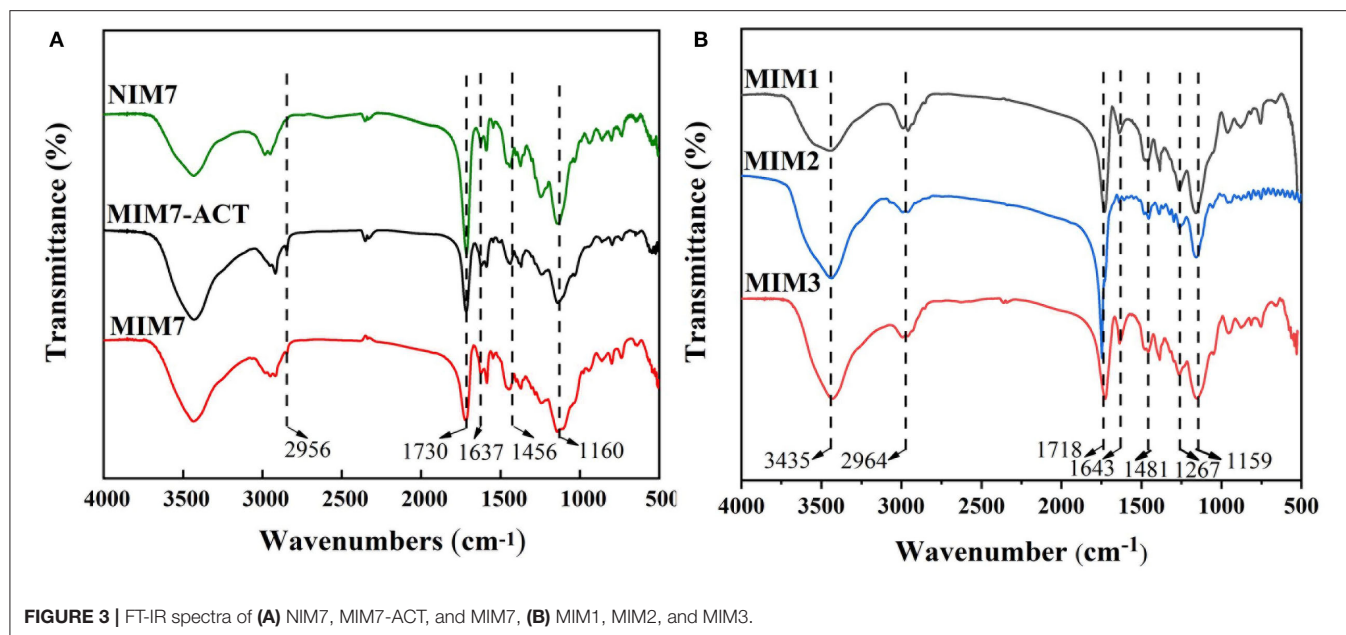 A
NIM7
MIM7-ACT
MIM7
2956
1730
1637
1456
1160
4000 3500 3000 2500 2000 1500 1000 500
Wavenumbers (cm-1)
Transmittance (%)
B
MIM1
MIM2
MIM3
3435
2964
1718
1643
1481
1267
1159
4000 3500 3000 2500 2000 1500 1000 500
Wavenumber (cm-1)
Transmittance (%)
FIGURE 3 | FT-IR spectra of (A) NIM7, MIM7-ACT, and MIM7, (B) MIM1, MIM2, and MIM3.